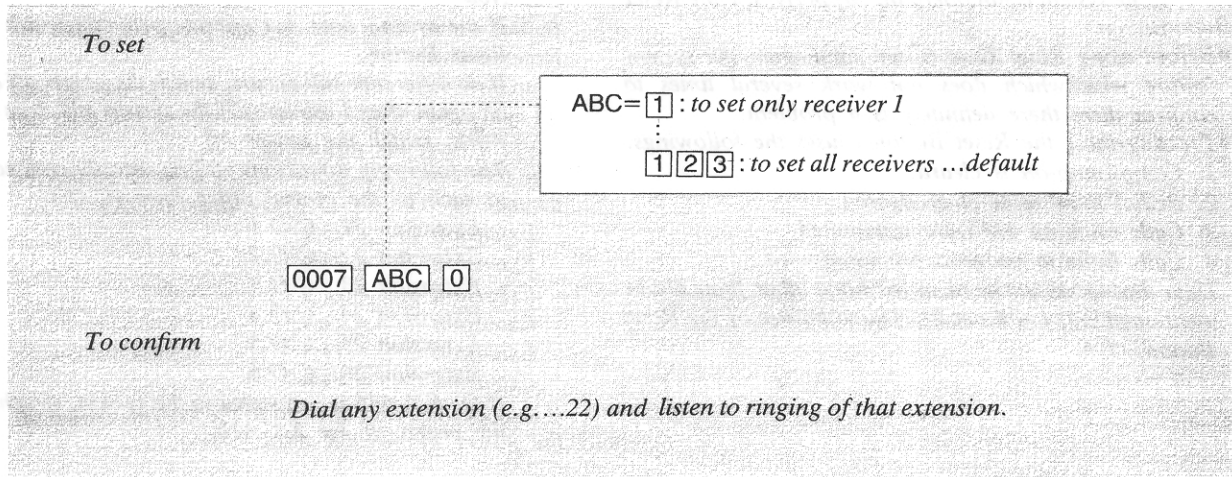 To set
ABC=1 : to set only receiver 1
⋮
1 2 3 : to set all receivers ...default
0007 ABC 0
To confirm
Dial any extension (e.g....22) and listen to ringing of that extension.